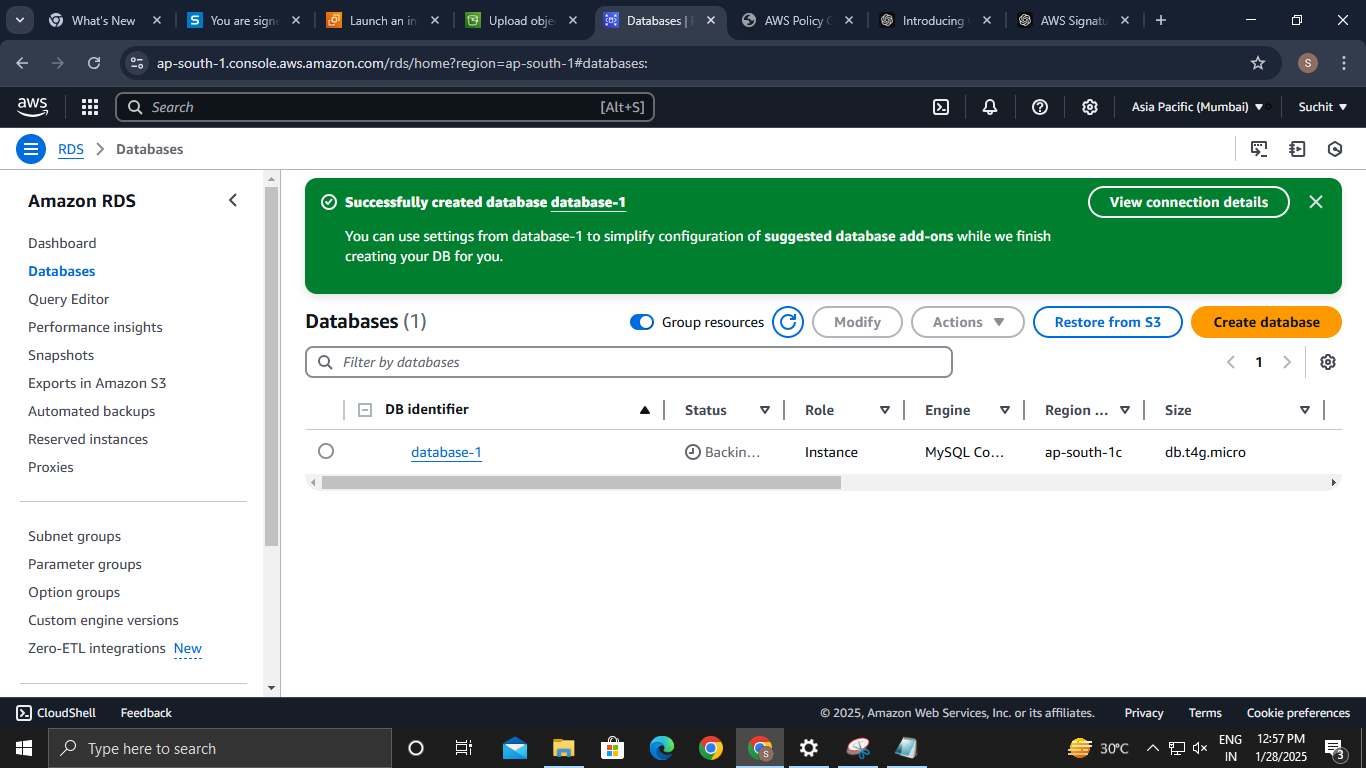 What's New
You are signe
Launch an in
Upload obje
Databases |
AWS Policy G
Introducing
AWS Signatu
ap-south-1.console.aws.amazon.com/rds/home?region=ap-south-1#databases:
S
aws
Search
[Alt+S]
Asia Pacific (Mumbai)
Suchit
RDS
Databases
Amazon RDS
Dashboard
Databases
Query Editor
Performance insights
Snapshots
Exports in Amazon S3
Automated backups
Reserved instances
Proxies
Subnet groups
Parameter groups
Option groups
Custom engine versions
Zero-ETL integrations New
Successfully created database database-1
View connection details
You can use settings from database-1 to simplify configuration of suggested database add-ons while we finish
creating your DB for you.
Databases (1)
Group resources
Modify
Actions
Restore from S3
Create database
Filter by databases
1
DB identifier Status Role Engine Region ... Size
database-1 Backin... Instance MySQL Co... ap-south-1c db.t4g.micro
CloudShell Feedback
© 2025, Amazon Web Services, Inc. or its affiliates. Privacy Terms Cookie preferences
Type here to search
30°C
ENG
IN
12:57 PM
1/28/2025
3